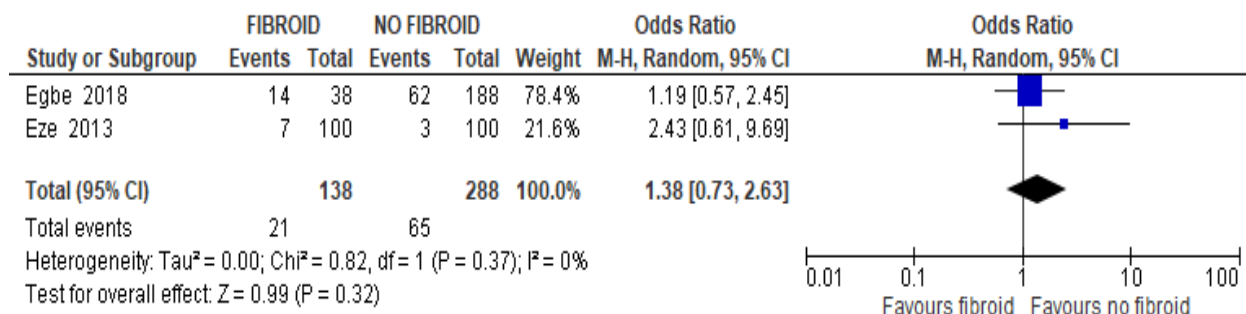 FIBROID NO FIBROID Odds Ratio Odds Ratio
Study or Subgroup Events Total Events Total Weight M-H, Random, 95% CI M-H, Random, 95% CI
Egbe 2018 14 38 62 188 78.4% 1.19 [0.57, 2.45]
Eze 2013 7 100 3 100 21.6% 2.43 [0.61, 9.69]
Total (95% CI) 138 288 100.0% 1.38 [0.73, 2.63]
Total events 21 65
Heterogeneity: Tau² = 0.00; Chi² = 0.82, df = 1 (P = 0.37); I² = 0%
Test for overall effect: Z = 0.99 (P = 0.32)
0.01 0.1 1 10 100
Favours fibroid Favours no fibroid